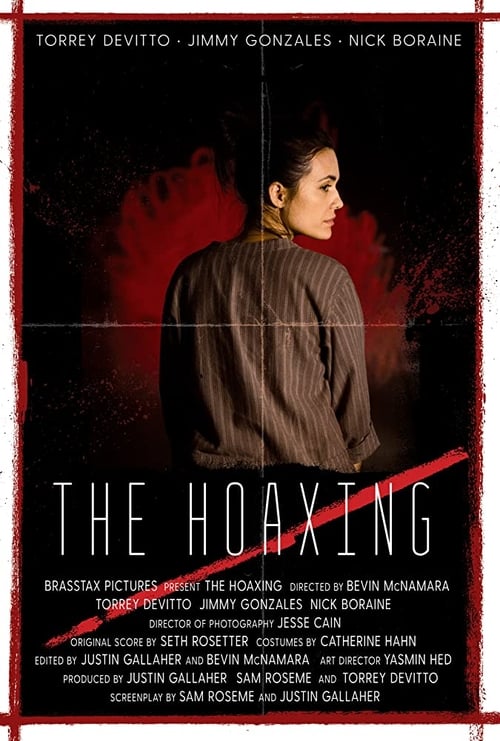 TORREY DEVITTO · JIMMY GONZALES · NICK BORAINE
THE HOAXING
BRASSTAX PICTURES PRESENT THE HOAXING DIRECTED BY BEVIN McNAMARA
TORREY DEVITTO JIMMY GONZALES NICK BORAINE
DIRECTOR OF PHOTOGRAPHY JESSE CAIN
ORIGINAL SCORE BY SETH ROSETTER COSTUMES BY CATHERINE HAHN
EDITED BY JUSTIN GALLAHER AND BEVIN McNAMARA ART DIRECTOR YASMIN HED
PRODUCED BY JUSTIN GALLAHER SAM ROSEME AND TORREY DEVITTO
SCREENPLAY BY SAM ROSEME AND JUSTIN GALLAHER